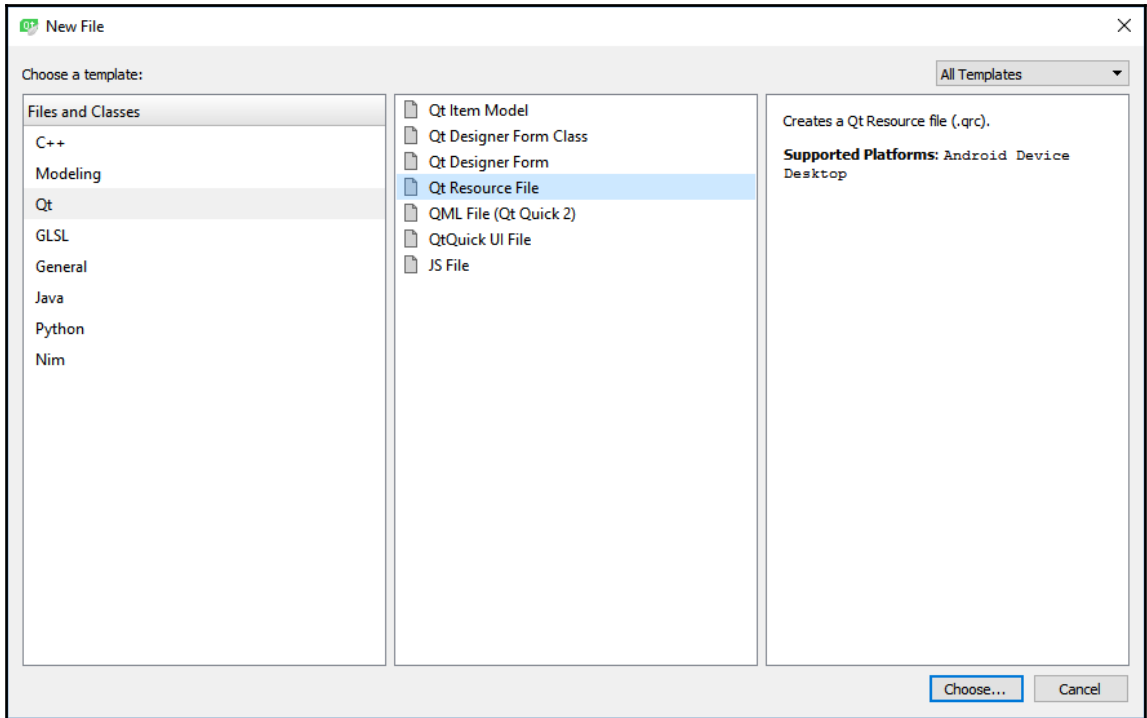 New File
Choose a template:
All Templates
Files and Classes
C++
Modeling
Qt
GLSL
General
Java
Python
Nim
Qt Item Model
Qt Designer Form Class
Qt Designer Form
Qt Resource File
QML File (Qt Quick 2)
QtQuick UI File
JS File
Creates a Qt Resource file (.qrc).
Supported Platforms: Android Device
Desktop
Choose...
Cancel